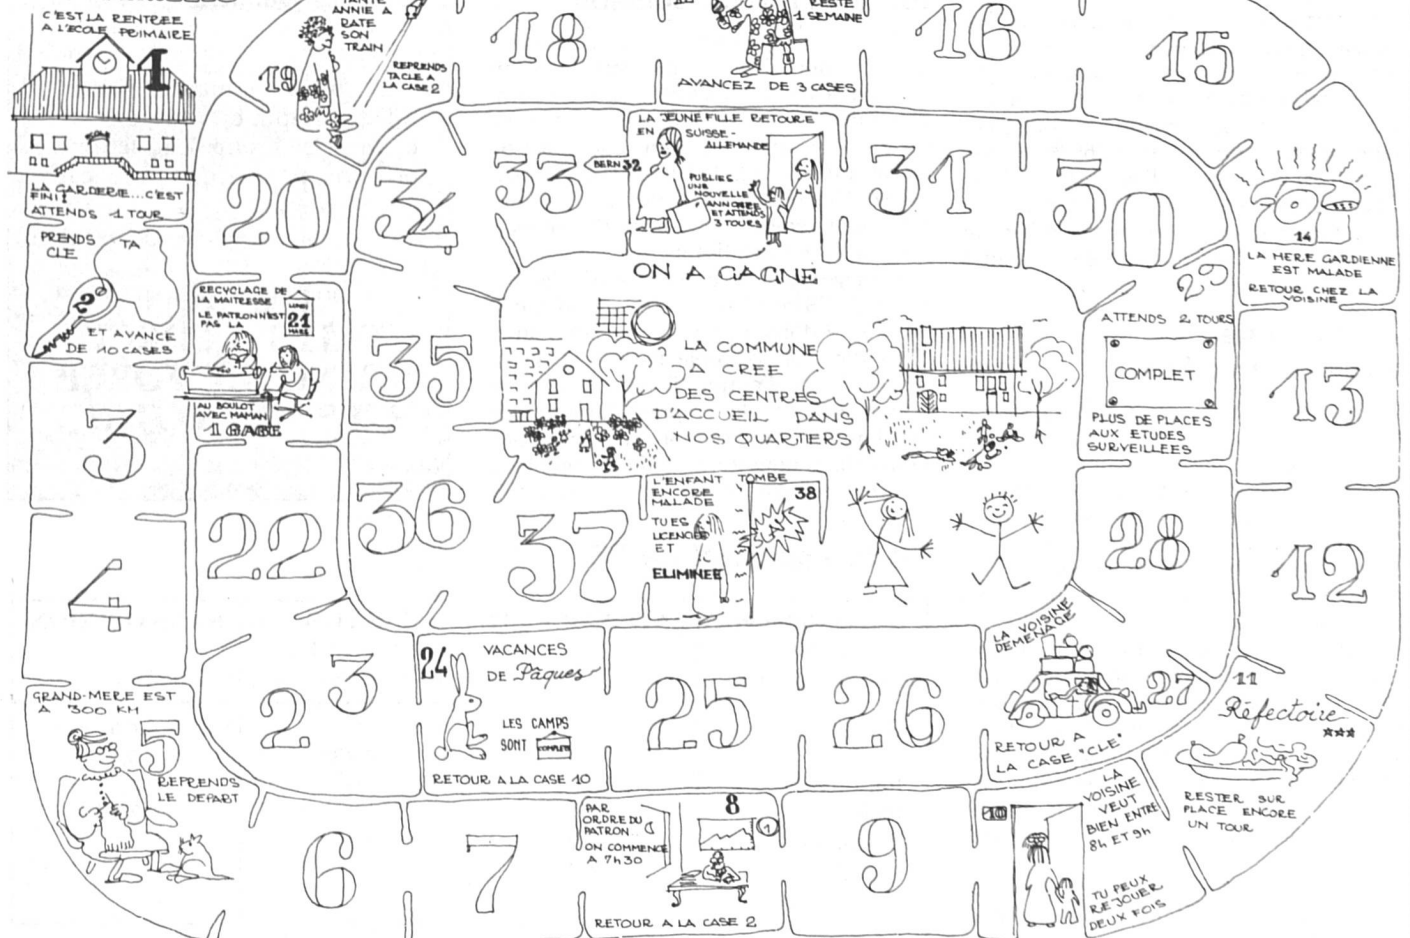 C'EST LA RENTREE
A L'ECOLE PRIMAIRE
1
LA GARDERIE...C'EST
FINI!
ATTENDS 1 TOUR
PRENDS TA
CLE
2
ET AVANCE
DE 10 CASES
3
4
GRAND-MERE EST
A 300 KM
5
REPRENDS
LE DEPART
6
7
PAR
ORDRE DU
PATRON...
ON COMMENCE
A 7h30
8
1
RETOUR A LA CASE 2
9
10
LA
VOISINE
VEUT
BIEN ENTRE
8h ET 9h
TU PEUX
REJOUER
DEUX FOIS
11
Réfectoire
***
RESTER SUR
PLACE ENCORE
UN TOUR
12
13
14
LA MERE GARDIENNE
EST MALADE
RETOUR CHEZ LA
VOISINE
15
16
RESTE
1 SEMAINE
AVANCEZ DE 3 CASES
18
TANTE
ANNIE A
RATE
SON
TRAIN
19
REPRENDS
TA CLE A
LA CASE 2
20
RECYCLAGE DE
LA MAITRESSE
LE PATRON N'EST
PAS LA
LUNDI
21
MARS
AU BOULOT
AVEC MAMAN
1 GAGE
22
23
24
VACANCES
DE Pâques
LES CAMPS
SONT COMPLETS
RETOUR A LA CASE 10
25
26
LA VOISINE
DEMENAGE
27
RETOUR A
LA CASE "CLE"
28
29
ATTENDS 2 TOURS
COMPLET
PLUS DE PLACES
AUX ETUDES
SURVEILLEES
30
31
LA JEUNE FILLE RETOURE
EN SUISSE-
ALLEMANDE
BERN 32
PUBLIES
UNE
NOUVELLE
ANNONCE
ET ATTENDS
3 TOURS
33
34
35
36
37
L'ENFANT TOMBE
ENCORE
MALADE
38
TU ES
LICENCIEE
ET
ELIMINEE
ON A GAGNE
LA COMMUNE
A CREE
DES CENTRES
D'ACCUEIL DANS
NOS QUARTIERS